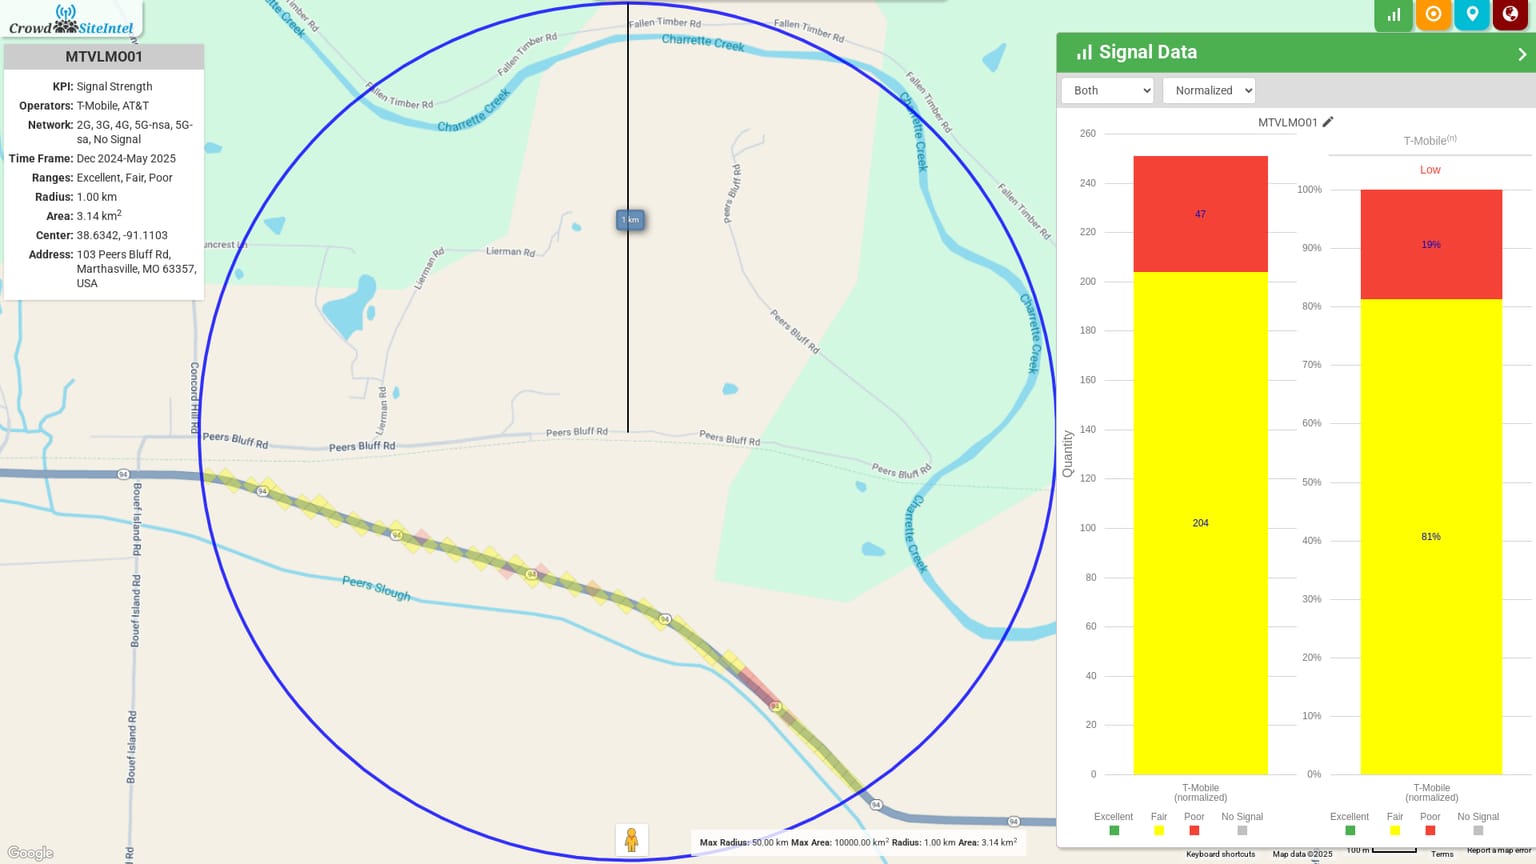 Crowd SiteIntel
MTVLMO01
KPI: Signal Strength
Operators: T-Mobile, AT&T
Network: 2G, 3G, 4G, 5G-nsa, 5G-
sa, No Signal
Time Frame: Dec 2024-May 2025
Ranges: Excellent, Fair, Poor
Radius: 1.00 km
Area: 3.14 km²
Center: 38.6342, -91.1103
Address: 103 Peers Bluff Rd,
Marthasville, MO 63357,
USA
Charrette Creek
Fallen Timber Rd
Fallen Timber Rd
Fallen Timber Rd
Charrette Creek
Fallen Timber Rd
Fallen Timber Rd
Charrette Creek
Charrette Creek
Fallen Timber Rd
Peers Bluff Rd
1 km
Lierman Rd
Lierman Rd
Charrette Creek
Peers Bluff Rd
Concord Hill Rd
Lierman Rd
Peers Bluff Rd
Peers Bluff Rd
Peers Bluff Rd
Peers Bluff Rd
Peers Bluff Rd
94
94
94
94
94
94
94
94
Bouef Island Rd
Bouef Island Rd
Bouef Island Rd
Peers Slough
Charrette Creek
Google
Max Radius: 50.00 km Max Area: 10000.00 km² Radius: 1.00 km Area: 3.14 km²
Signal Data
Both
Normalized
MTVLMO01
260
240
220
200
180
160
140
120
100
80
60
40
20
0
Quantity
47
204
T-Mobile
(normalized)
Excellent Fair Poor No Signal
T-Mobile(n)
Low
100%
90%
80%
70%
60%
50%
40%
30%
20%
10%
0%
19%
81%
T-Mobile
(normalized)
Excellent Fair Poor No Signal
Keyboard shortcuts Map data ©2025 100 m Terms Report a map error